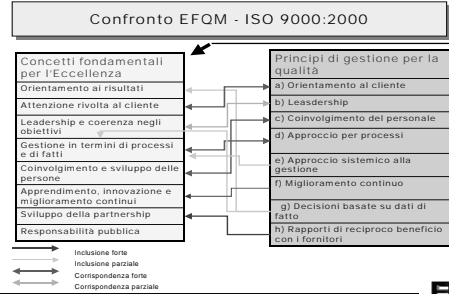 Confronto EFQM - ISO 9000:2000
Concetti fondamentali
per l'Eccellenza
Orientamento ai risultati
Attenzione rivolta al cliente
Leadership e coerenza negli
obiettivi
Gestione in termini di processi
e di fatti
Coinvolgimento e sviluppo delle
persone
Apprendimento, innovazione e
miglioramento continui
Sviluppo della partnership
Responsabilità pubblica
Principi di gestione per la
qualità
a) Orientamento al cliente
b) Leasdership
c) Coinvolgimento del personale
d) Approccio per processi
e) Approccio sistemico alla
gestione
f) Miglioramento continuo
g) Decisioni basate su dati di
fatto
h) Rapporti di reciproco beneficio
con i fornitori
Inclusione forte
Inclusione parziale
Corrispondenza forte
Corrispondenza parziale